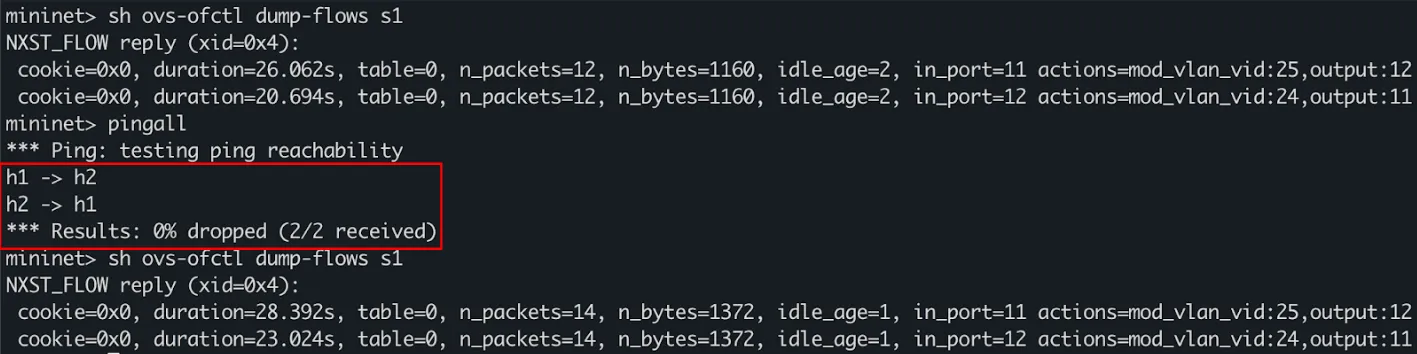 mininet> sh ovs-ofctl dump-flows s1
NXST_FLOW reply (xid=0x4):
 cookie=0x0, duration=26.062s, table=0, n_packets=12, n_bytes=1160, idle_age=2, in_port=11 actions=mod_vlan_vid:25,output:12
 cookie=0x0, duration=20.694s, table=0, n_packets=12, n_bytes=1160, idle_age=2, in_port=12 actions=mod_vlan_vid:24,output:11
mininet> pingall
*** Ping: testing ping reachability
h1 -> h2
h2 -> h1
*** Results: 0% dropped (2/2 received)
mininet> sh ovs-ofctl dump-flows s1
NXST_FLOW reply (xid=0x4):
 cookie=0x0, duration=28.392s, table=0, n_packets=14, n_bytes=1372, idle_age=1, in_port=11 actions=mod_vlan_vid:25,output:12
 cookie=0x0, duration=23.024s, table=0, n_packets=14, n_bytes=1372, idle_age=1, in_port=12 actions=mod_vlan_vid:24,output:11